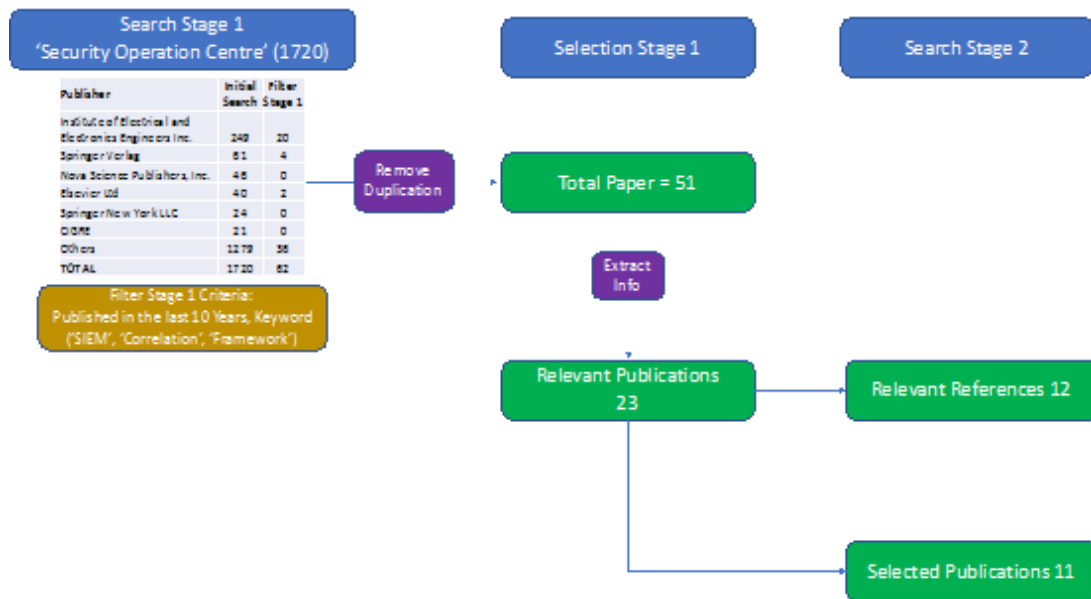 Search Stage 1
'Security Operation Centre' (1720)
Selection Stage 1
Search Stage 2
Publisher Initial Search Filter Stage 1
Institute of Electrical and
Electronics Engineers Inc. 249 20
Springer Verlag 61 4
Nova Science Publishers, Inc. 46 0
Elsevier Ltd 40 2
Springer New York LLC 24 0
CIGRE 21 0
Others 1279 36
TOTAL 1720 62
Remove
Duplication
Total Paper = 51
Extract
Info
Filter Stage 1 Criteria:
Published in the last 10 Years, Keyword
('SIEM', 'Correlation', 'Framework')
Relevant Publications
23
Relevant References 12
Selected Publications 11